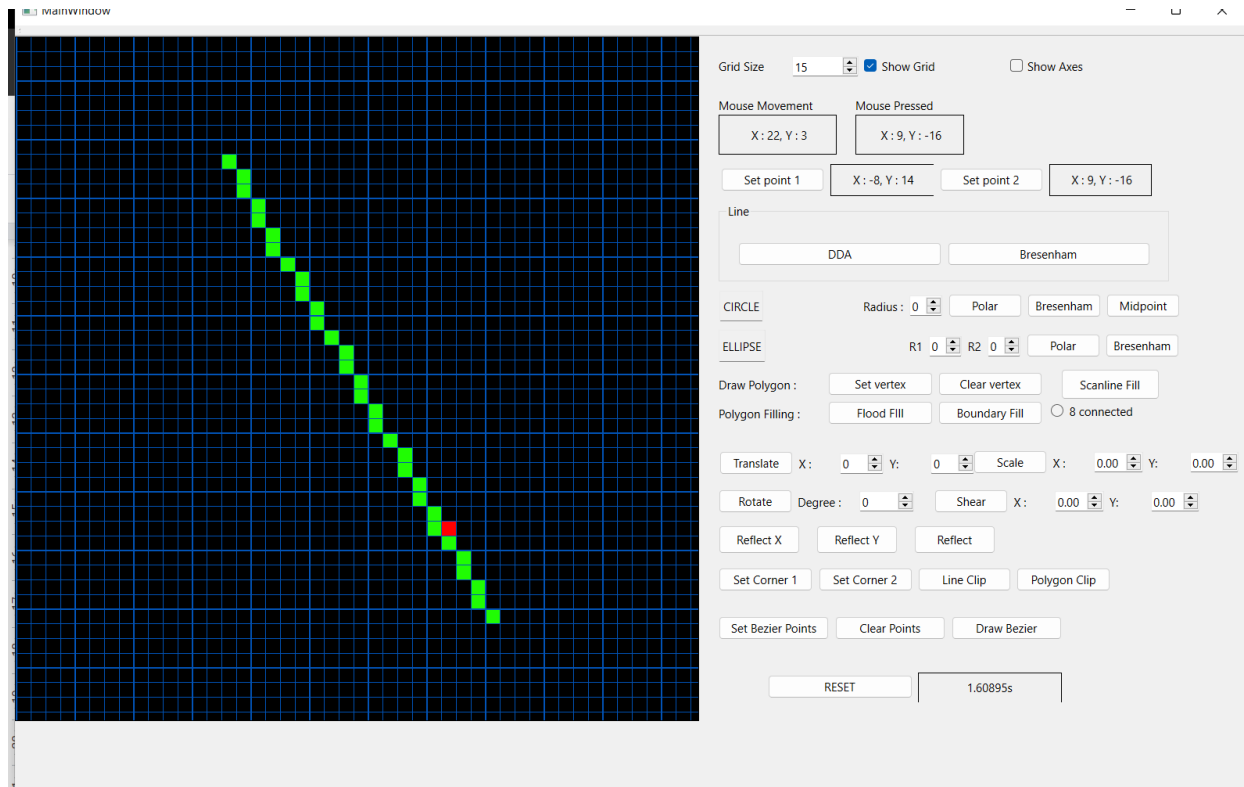 MainWindow
Grid Size 15 Show Grid Show Axes
Mouse Movement Mouse Pressed
X : 22, Y : 3 X : 9, Y : -16
Set point 1 X : -8, Y : 14 Set point 2 X : 9, Y : -16
Line
DDA Bresenham
CIRCLE Radius : 0 Polar Bresenham Midpoint
ELLIPSE R1 0 R2 0 Polar Bresenham
Draw Polygon : Set vertex Clear vertex Scanline Fill
Polygon Filling : Flood FIll Boundary Fill 8 connected
Translate X : 0 Y: 0 Scale X : 0.00 Y: 0.00
Rotate Degree : 0 Shear X : 0.00 Y: 0.00
Reflect X Reflect Y Reflect
Set Corner 1 Set Corner 2 Line Clip Polygon Clip
Set Bezier Points Clear Points Draw Bezier
RESET 1.60895s